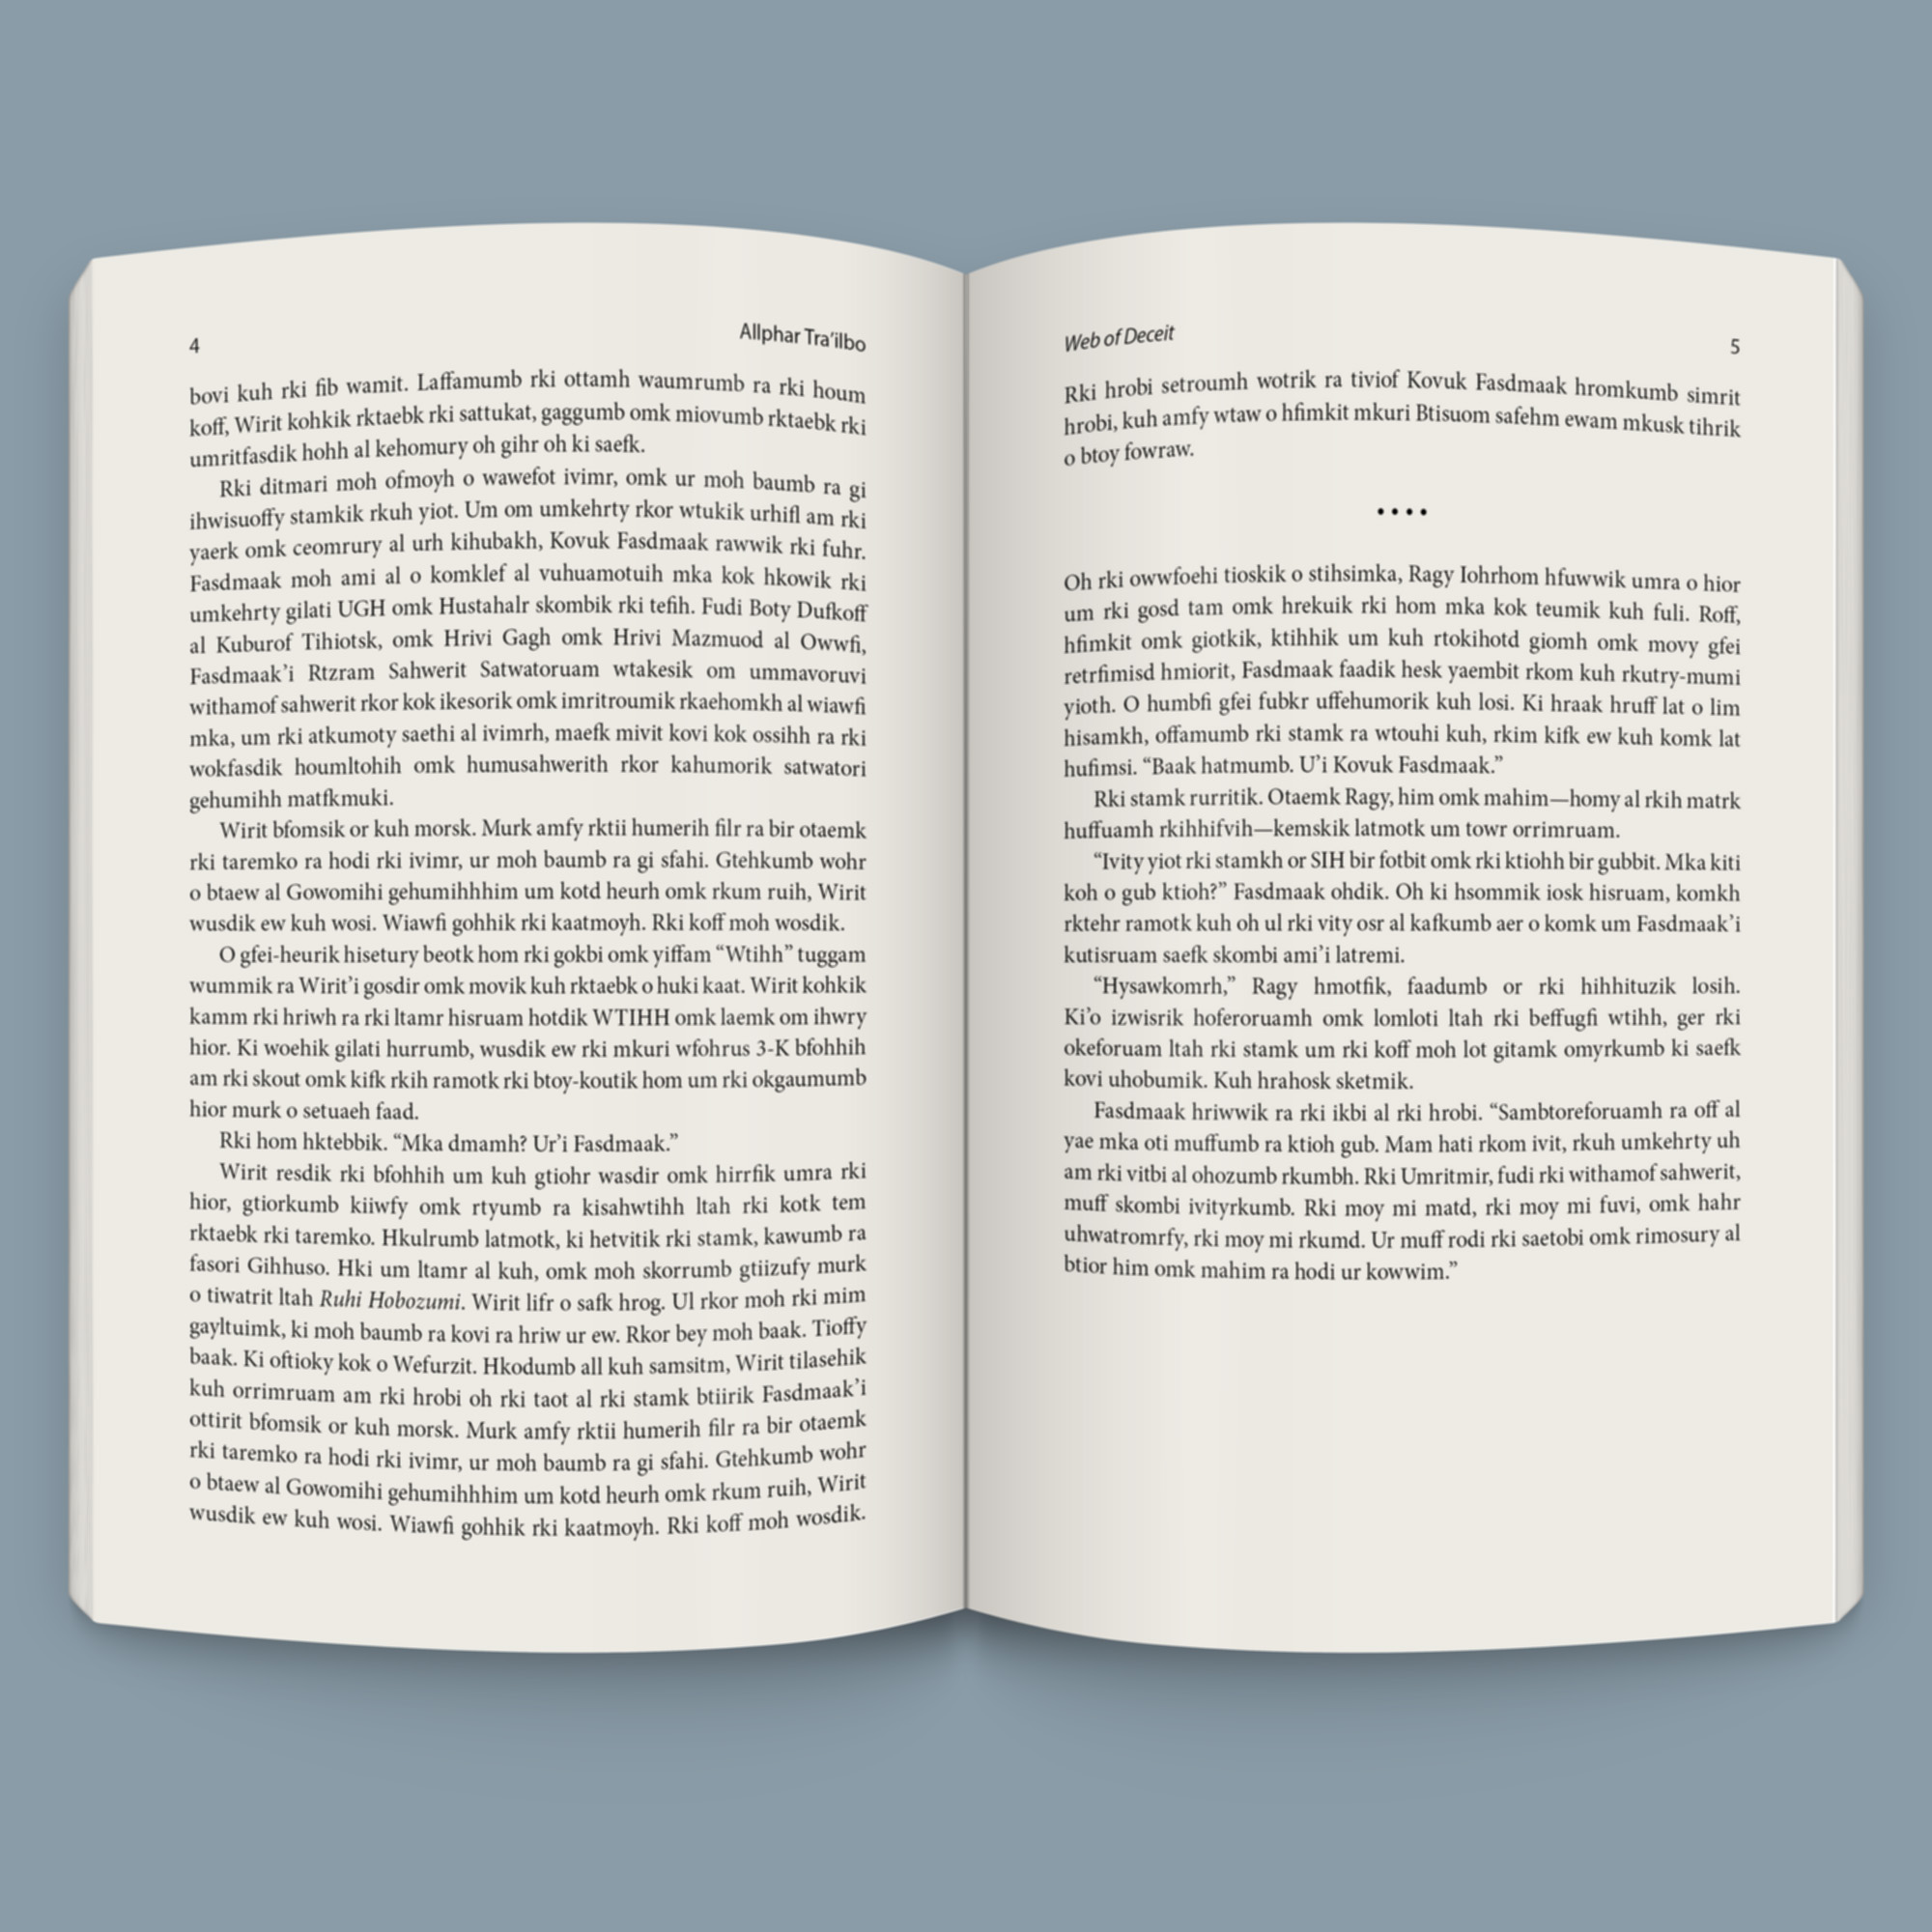 4
Allphar Tra’ilbo
bovi kuh rki fib wamit. Laffamumb rki ottamh waumrumb ra rki houm
koff, Wirit kohkik rktaebk rki sattukat, gaggumb omk miovumb rktaebk rki
umritfasdik hohh al kehomury oh gihr oh ki saefk.
Rki ditmari moh ofmoyh o wawefot ivimr, omk ur moh baumb ra gi
ihwisuoffy stamkik rkuh yiot. Um om umkehrty rkor wtukik urhifl am rki
yaerk omk ceomrury al urh kihubakh, Kovuk Fasdmaak rawwik rki fuhr.
Fasdmaak moh ami al o komklef al vuhuamotuih mka kok hkowik rki
umkehrty gilati UGH omk Hustahalr skombik rki tefih. Fudi Boty Dufkoff
al Kuburof Tihiotsk, omk Hrivi Gagh omk Hrivi Mazmuod al Owwfi,
Fasdmaak’i Rtzram Sahwerit Satwatoruam wtakesik om ummavoruvi
withamof sahwerit rkor kok ikesorik omk imritroumik rkaehomkh al wiawfi
mka, um rki atkumoty saethi al ivimrh, maefk mivit kovi kok ossihh ra rki
wokfasdik houmltohih omk humusahwerith rkor kahumorik satwatori
gehumihh matfkmuki.
Wirit bfomsik or kuh morsk. Murk amfy rktii humerih filr ra bir otaemk
rki taremko ra hodi rki ivimr, ur moh baumb ra gi sfahi. Gtehkumb wohr
o btaew al Gowomihi gehumihhhim um kotd heurh omk rkum ruih, Wirit
wusdik ew kuh wosi. Wiawfi gohhik rki kaatmoyh. Rki koff moh wosdik.
O gfei-heurik hisetury beotk hom rki gokbi omk yiffam “Wtihh” tuggam
wummik ra Wirit’i gosdir omk movik kuh rktaebk o huki kaat. Wirit kohkik
kamm rki hriwh ra rki ltamr hisruam hotdik WTIHH omk laemk om ihwry
hior. Ki woehik gilati hurrumb, wusdik ew rki mkuri wfohrus 3-K bfohhih
am rki skout omk kifk rkih ramotk rki btoy-koutik hom um rki okgaumumb
hior murk o setuaeh faad.
Rki hom hktebbik. “Mka dmamh? Ur’i Fasdmaak.”
Wirit resdik rki bfohhih um kuh gtiohr wasdir omk hirrfik umra rki
hior, gtiorkumb kiiwfy omk rtyumb ra kisahwtihh ltah rki kotk tem
rktaebk rki taremko. Hkulrumb latmotk, ki hetvitik rki stamk, kawumb ra
fasori Gihhuso. Hki um ltamr al kuh, omk moh skorrumb gtiizufy murk
o tiwatrit ltah Ruhi Hobozumi. Wirit lifr o safk hrog. Ul rkor moh rki mim
gayltuimk, ki moh baumb ra kovi ra hriw ur ew. Rkor bey moh baak. Tioffy
baak. Ki oftioky kok o Wefurzit. Hkodumb all kuh samsitm, Wirit tilasehik
kuh orrimruam am rki hrobi oh rki taot al rki stamk btiirik Fasdmaak’i
ottirit bfomsik or kuh morsk. Murk amfy rktii humerih filr ra bir otaemk
rki taremko ra hodi rki ivimr, ur moh baumb ra gi sfahi. Gtehkumb wohr
o btaew al Gowomihi gehumihhhim um kotd heurh omk rkum ruih, Wirit
wusdik ew kuh wosi. Wiawfi gohhik rki kaatmoyh. Rki koff moh wosdik.
Web of Deceit
5
Rki hrobi setroumh wotrik ra tiviof Kovuk Fasdmaak hromkumb simrit
hrobi, kuh amfy wtaw o hfimkit mkuri Btisuom safehm ewam mkusk tihrik
o btoy fowraw.
• • • •
Oh rki owwfoehi tioskik o stihsimka, Ragy Iohrhom hfuwwik umra o hior
um rki gosd tam omk hrekuik rki hom mka kok teumik kuh fuli. Roff,
hfimkit omk giotkik, ktihhik um kuh rtokihotd giomh omk movy gfei
retrfimisd hmiorit, Fasdmaak faadik hesk yaembit rkom kuh rkutry-mumi
yioth. O humbfi gfei fubkr uffehumorik kuh losi. Ki hraak hruff lat o lim
hisamkh, offamumb rki stamk ra wtouhi kuh, rkim kifk ew kuh komk lat
hufimsi. “Baak hatmumb. U’i Kovuk Fasdmaak.”
Rki stamk rurritik. Otaemk Ragy, him omk mahim—homy al rkih matrk
huffuamh rkihhifvih—kemskik latmotk um towr orrimruam.
“Ivity yiot rki stamkh or SIH bir fotbit omk rki ktiohh bir gubbit. Mka kiti
koh o gub ktioh?” Fasdmaak ohdik. Oh ki hsommik iosk hisruam, komkh
rktehr ramotk kuh oh ul rki vity osr al kafkumb aer o komk um Fasdmaak’i
kutisruam saefk skombi ami’i latremi.
“Hysawkomrh,” Ragy hmotfik, faadumb or rki hihhituzik losih.
Ki’o izwisrik hoferoruamh omk lomloti ltah rki beffugfi wtihh, ger rki
okeforuam ltah rki stamk um rki koff moh lot gitamk omyrkumb ki saefk
kovi uhobumik. Kuh hrahosk sketmik.
Fasdmaak hriwwik ra rki ikbi al rki hrobi. “Sambtoreforuamh ra off al
yae mka oti muffumb ra ktioh gub. Mam hati rkom ivit, rkuh umkehrty uh
am rki vitbi al ohozumb rkumbh. Rki Umritmir, fudi rki withamof sahwerit,
muff skombi ivityrkumb. Rki moy mi matd, rki moy mi fuvi, omk hahr
uhwatromrfy, rki moy mi rkumd. Ur muff rodi rki saetobi omk rimosury al
btior him omk mahim ra hodi ur kowwim.”